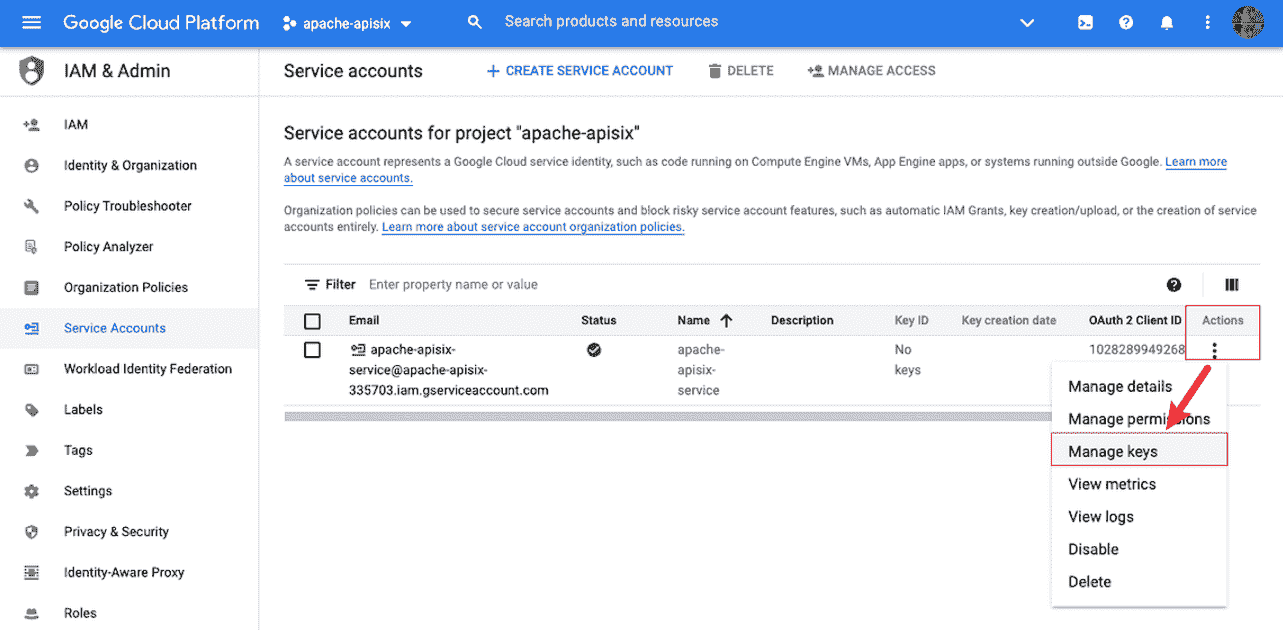 Google Cloud Platform
apache-apisix
Search products and resources
IAM & Admin
Service accounts
CREATE SERVICE ACCOUNT
DELETE
MANAGE ACCESS
IAM
Identity & Organization
Policy Troubleshooter
Policy Analyzer
Organization Policies
Service Accounts
Workload Identity Federation
Labels
Tags
Settings
Privacy & Security
Identity-Aware Proxy
Roles
Service accounts for project "apache-apisix"
A service account represents a Google Cloud service identity, such as code running on Compute Engine VMs, App Engine apps, or systems running outside Google. Learn more
about service accounts.
Organization policies can be used to secure service accounts and block risky service account features, such as automatic IAM Grants, key creation/upload, or the creation of service
accounts entirely. Learn more about service account organization policies.
Filter Enter property name or value
Email Status Name Description Key ID Key creation date OAuth 2 Client ID Actions
apache-apisix- apache- No 1028289949268
service@apache-apisix- apisix- keys
335703.iam.gserviceaccount.com service
Manage details
Manage permissions
Manage keys
View metrics
View logs
Disable
Delete